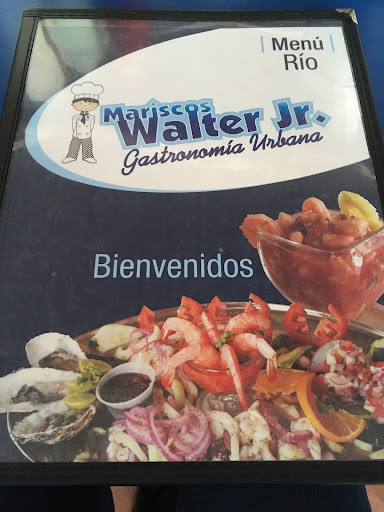 | Menú |
Río
Mariscos
Walter Jr.
Gastronomía Urbana
Bienvenidos